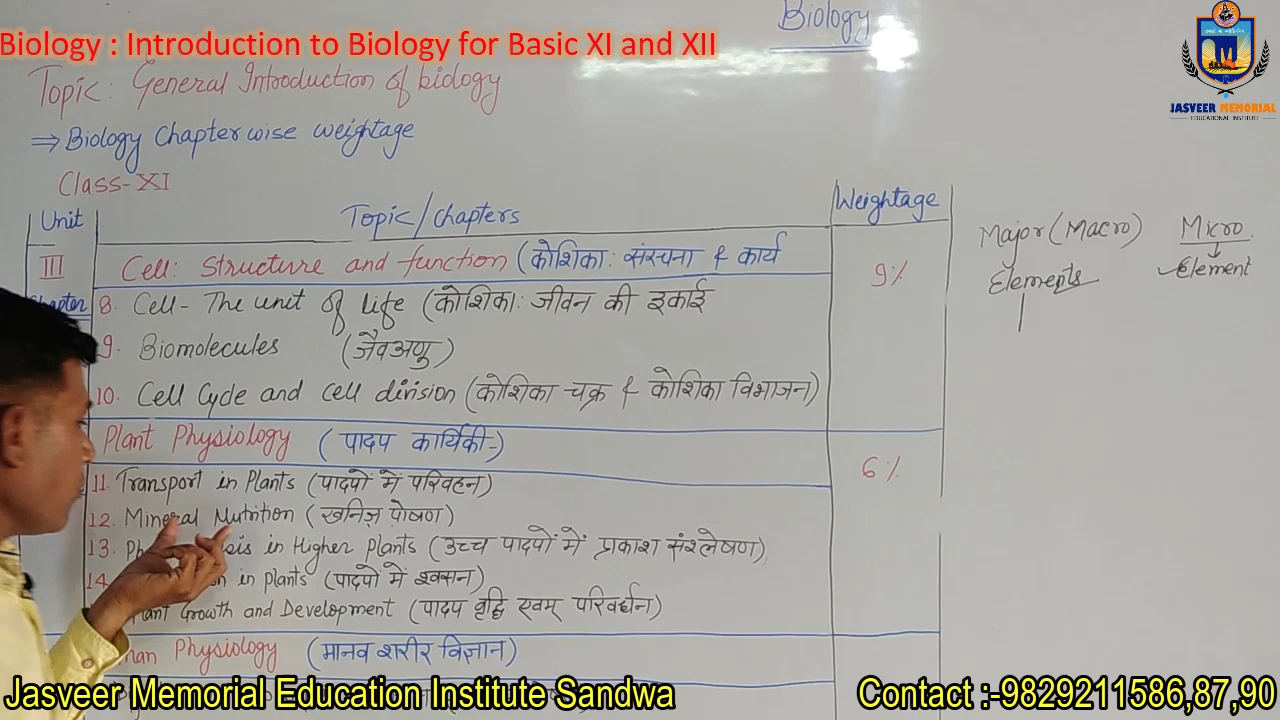 Biology
Biology : Introduction to Biology for Basic XI and XII
JASVEER MEMORIAL
EDUCATIONAL INSTITUTE
Topic: General Introduction of biology
⇒ Biology Chapterwise weightage
Class-XI
Unit Topic/chapters Weightage
III Cell: Structure and function (कोशिका: संरचना & कार्य 9%
Chapter 8. Cell- The unit of life (कोशिका: जीवन की इकाई
9. Biomolecules (जैवअणु)
10. Cell Cycle and cell division (कोशिका चक्र & कोशिका विभाजन)
Plant Physiology (पादप कार्यिकी-) 6%
11. Transport in Plants (पादपों में परिवहन)
12. Mineral Nutrition (खनिज़ पोषण)
13. in Higher Plants (उच्च पादपों में प्रकाश संश्लेषण)
14. in plants (पादपों में श्वसन)
Growth and Development (पादप वृद्धि एवम् परिवर्धन)
Physiology (मानव शरीर विज्ञान)
Major (Macro) Elements
Micro Element
Jasveer Memorial Education Institute Sandwa
Contact :-9829211586,87,90